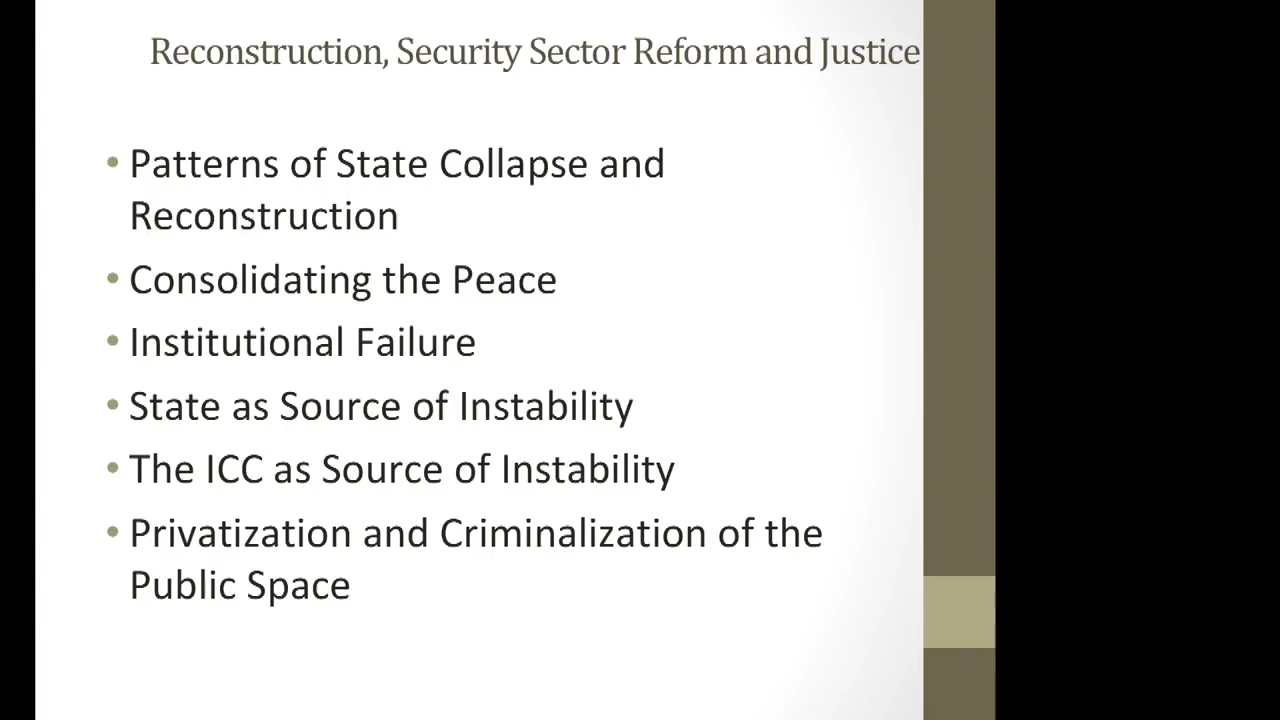 Reconstruction, Security Sector Reform and Justice
• Patterns of State Collapse and
Reconstruction
• Consolidating the Peace
• Institutional Failure
• State as Source of Instability
• The ICC as Source of Instability
• Privatization and Criminalization of the
Public Space